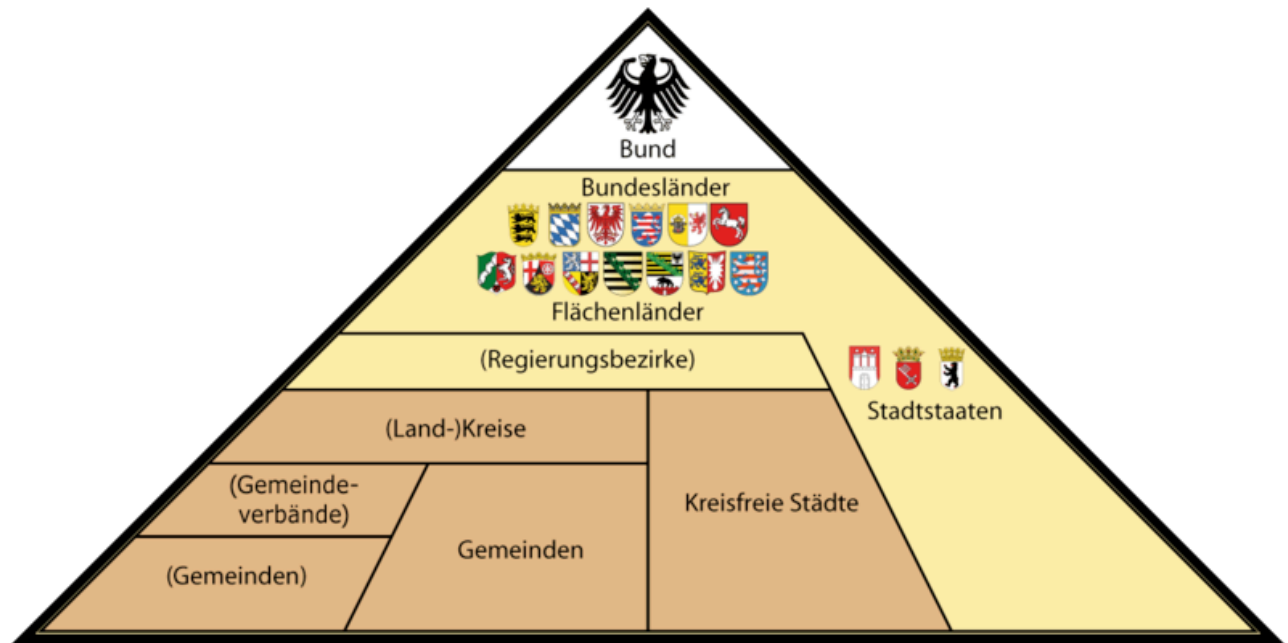 Bund
Bundesländer
Flächenländer
(Regierungsbezirke)
Stadtstaaten
(Land-)Kreise
(Gemeinde-
verbände)
Kreisfreie Städte
Gemeinden
(Gemeinden)